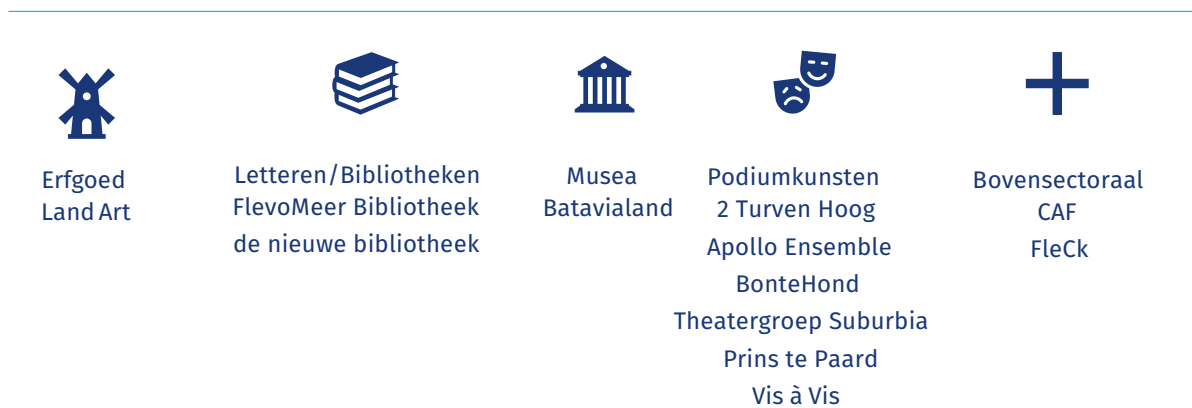 Erfgoed
Land Art
Letteren/Bibliotheken
FlevoMeer Bibliotheek
de nieuwe bibliotheek
Musea
Batavialand
Podiumkunsten
2 Turven Hoog
Apollo Ensemble
BonteHond
Theatergroep Suburbia
Prins te Paard
Vis à Vis
Bovensectoraal
CAF
FleCk